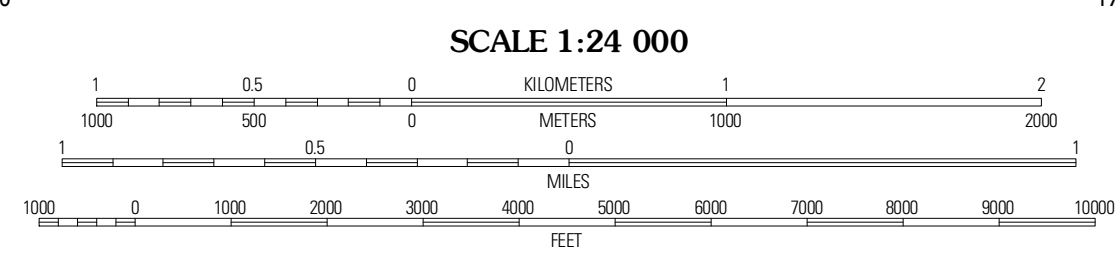 SCALE 1:24 000
1 0.5 0 KILOMETERS 1 2
1000 500 0 METERS 1000 2000
1 0.5 0 1
MILES
1000 0 1000 2000 3000 4000 5000 6000 7000 8000 9000 10000
FEET